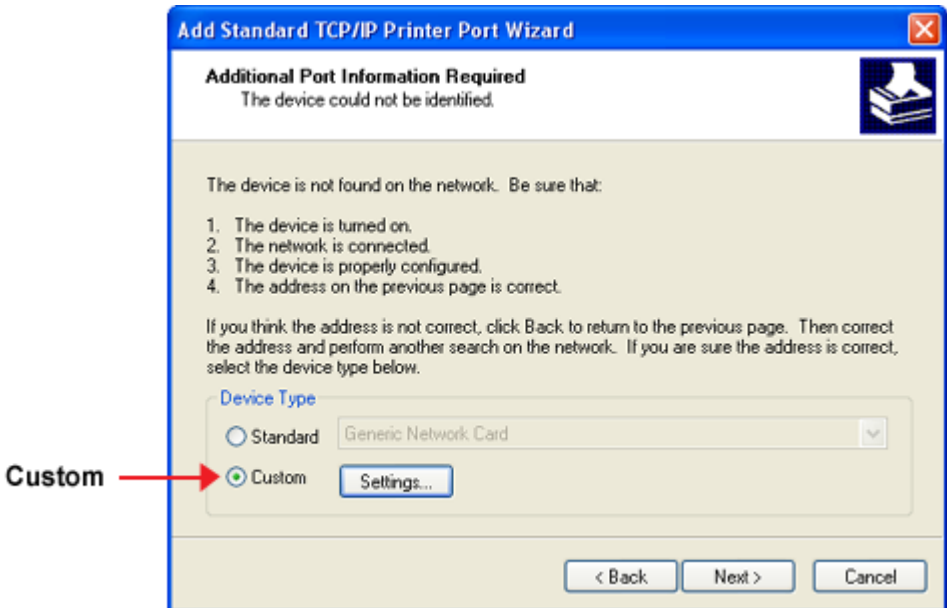 Add Standard TCP/IP Printer Port Wizard
Additional Port Information Required
The device could not be identified.
The device is not found on the network.  Be sure that:
1.  The device is turned on.
2.  The network is connected.
3.  The device is properly configured.
4.  The address on the previous page is correct.
If you think the address is not correct, click Back to return to the previous page.  Then correct
the address and perform another search on the network.  If you are sure the address is correct,
select the device type below.
Device Type
Standard Generic Network Card
Custom Custom Settings...
< Back Next > Cancel